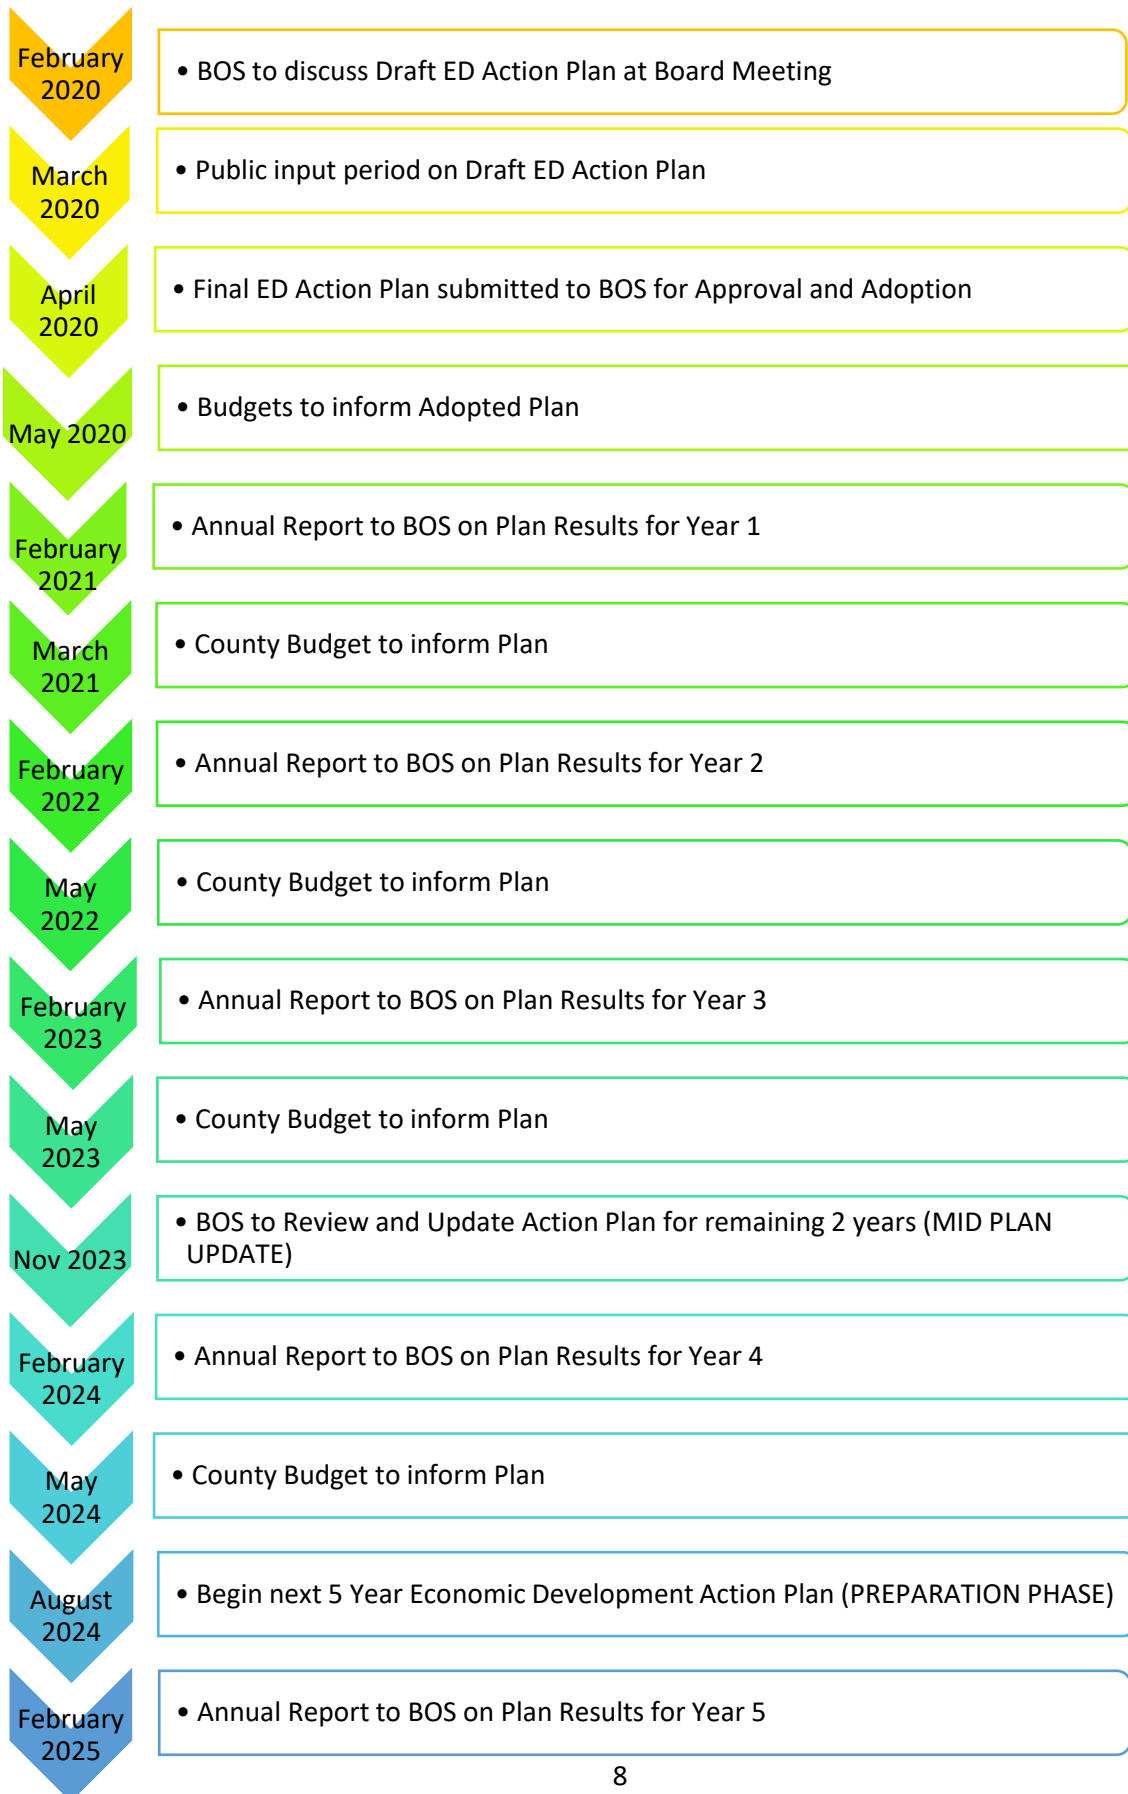 February
2020
• BOS to discuss Draft ED Action Plan at Board Meeting
March
2020
• Public input period on Draft ED Action Plan
April
2020
• Final ED Action Plan submitted to BOS for Approval and Adoption
May 2020
• Budgets to inform Adopted Plan
February
2021
• Annual Report to BOS on Plan Results for Year 1
March
2021
• County Budget to inform Plan
February
2022
• Annual Report to BOS on Plan Results for Year 2
May
2022
• County Budget to inform Plan
February
2023
• Annual Report to BOS on Plan Results for Year 3
May
2023
• County Budget to inform Plan
Nov 2023
• BOS to Review and Update Action Plan for remaining 2 years (MID PLAN
UPDATE)
February
2024
• Annual Report to BOS on Plan Results for Year 4
May
2024
• County Budget to inform Plan
August
2024
• Begin next 5 Year Economic Development Action Plan (PREPARATION PHASE)
February
2025
• Annual Report to BOS on Plan Results for Year 5
8